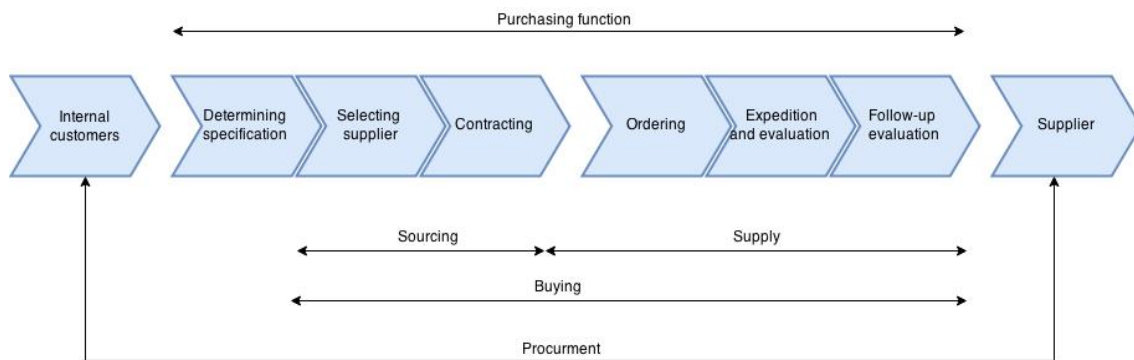 Purchasing function
Internal
customers
Determining
specification
Selecting
supplier
Contracting
Ordering
Expedition
and evaluation
Follow-up
evaluation
Supplier
Sourcing
Supply
Buying
Procurment